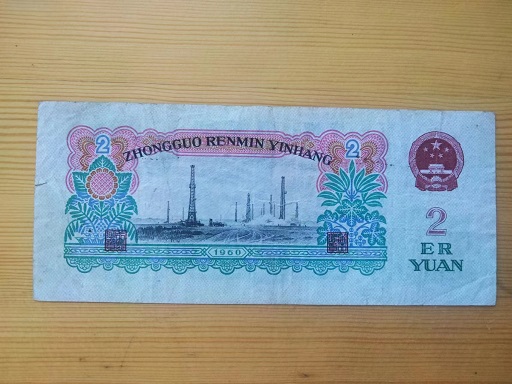 2
ZHONGGUO RENMIN YINHANG
2
1960
2
ER
YUAN